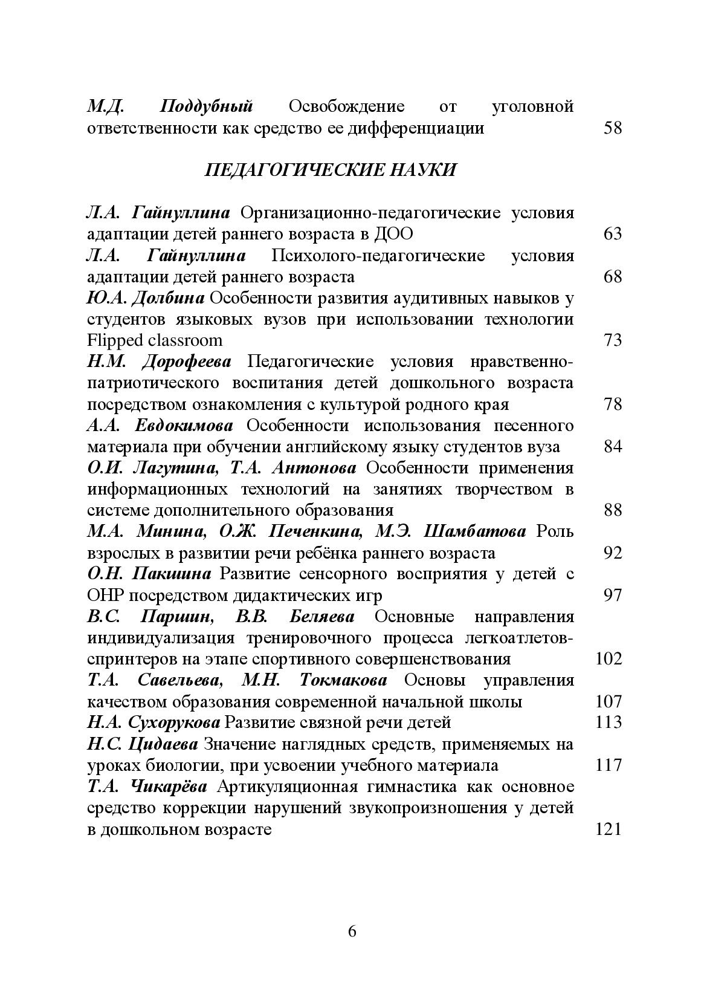 М.Д. Поддубный Освобождение от уголовной
ответственности как средство ее дифференциации 58
ПЕДАГОГИЧЕСКИЕ НАУКИ
Л.А. Гайнуллина Организационно-педагогические условия
адаптации детей раннего возраста в ДОО 63
Л.А. Гайнуллина Психолого-педагогические условия
адаптации детей раннего возраста 68
Ю.А. Долбина Особенности развития аудитивных навыков у
студентов языковых вузов при использовании технологии
Flipped classroom 73
Н.М. Дорофеева Педагогические условия нравственно-
патриотического воспитания детей дошкольного возраста
посредством ознакомления с культурой родного края 78
А.А. Евдокимова Особенности использования песенного
материала при обучении английскому языку студентов вуза 84
О.И. Лагутина, Т.А. Антонова Особенности применения
информационных технологий на занятиях творчеством в
системе дополнительного образования 88
М.А. Минина, О.Ж. Печенкина, М.Э. Шамбатова Роль
взрослых в развитии речи ребёнка раннего возраста 92
О.Н. Пакшина Развитие сенсорного восприятия у детей с
ОНР посредством дидактических игр 97
В.С. Паршин, В.В. Беляева Основные направления
индивидуализация тренировочного процесса легкоатлетов-
спринтеров на этапе спортивного совершенствования 102
Т.А. Савельева, М.Н. Токмакова Основы управления
качеством образования современной начальной школы 107
Н.А. Сухорукова Развитие связной речи детей 113
Н.С. Цидаева Значение наглядных средств, применяемых на
уроках биологии, при усвоении учебного материала 117
Т.А. Чикарёва Артикуляционная гимнастика как основное
средство коррекции нарушений звукопроизношения у детей
в дошкольном возрасте 121
6